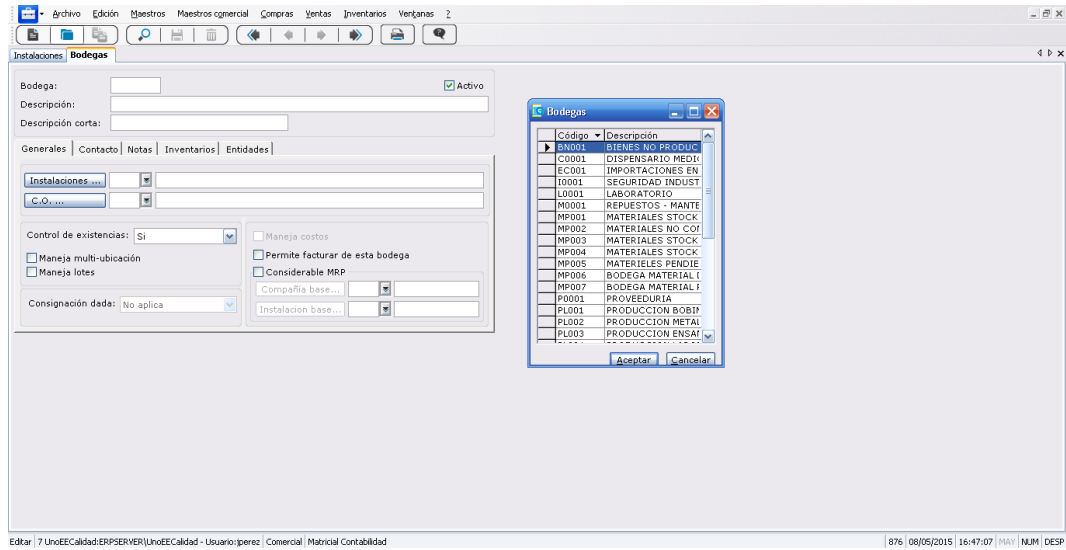 Archivo Edición Maestros Maestros comercial Compras Ventas Inventarios Ventanas ?
Instalaciones Bodegas
Bodega: Activo
Descripción:
Descripción corta:
Generales Contacto Notas Inventarios Entidades
Instalaciones ...
C.O. ...
Control de existencias: Si
Maneja multi-ubicación
Maneja lotes
Consignación dada: No aplica
Maneja costos
Permite facturar de esta bodega
Considerable MRP
Compañía base...
Instalacion base...
Bodegas
Código Descripción
BN001 BIENES NO PRODUC
C0001 DISPENSARIO MEDI
EC001 IMPORTACIONES EN
I0001 SEGURIDAD INDUST
L0001 LABORATORIO
M0001 REPUESTOS - MANTE
MP001 MATERIALES STOCK
MP002 MATERIALES NO CO
MP003 MATERIALES STOCK
MP004 MATERIALES STOCK
MP005 MATERIELES PENDIE
MP006 BODEGA MATERIAL
MP007 BODEGA MATERIAL
P0001 PROVEEDURIA
PL001 PRODUCCION BOBI
PL002 PRODUCCION METAL
PL003 PRODUCCION ENSA
Aceptar Cancelar
Editar 7 UnoEECalidad:ERPSERVER\UnoEECalidad - Usuario:jperez Comercial Matricial Contabilidad 876 08/05/2015 16:47:07 MAY NUM DESP